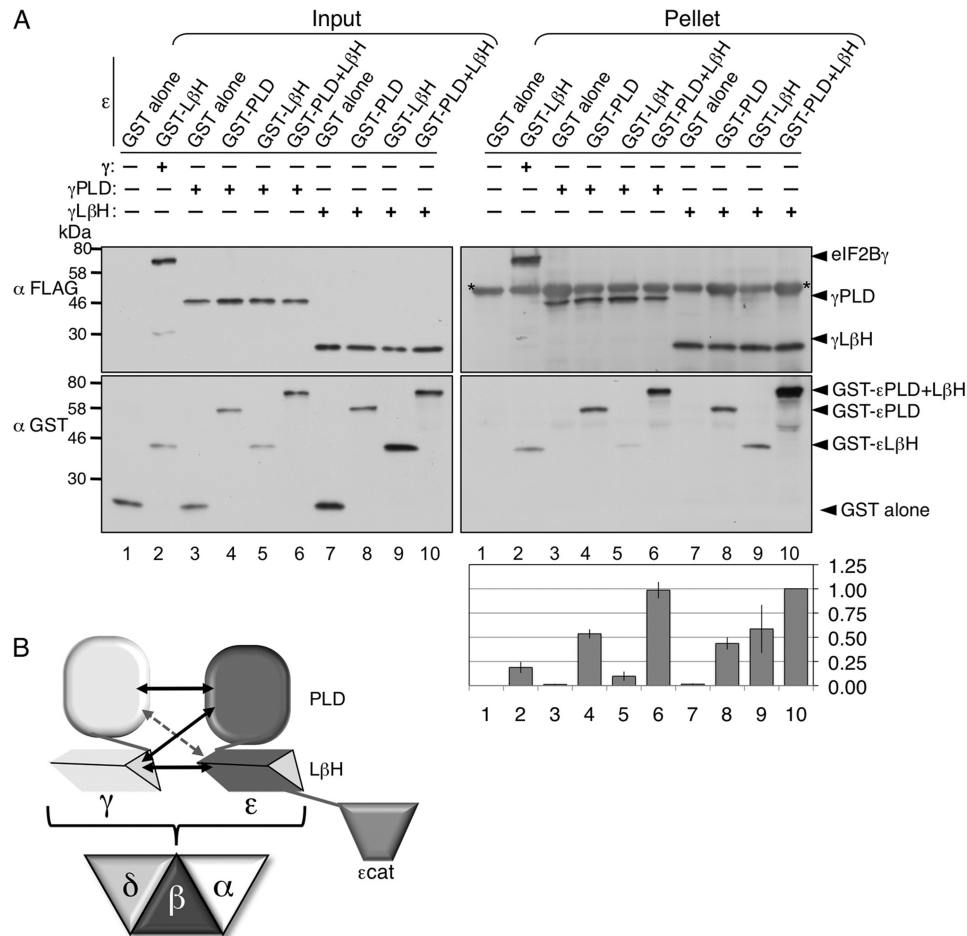 A
Input
Pellet
ε
GST alone GST-LβH GST alone GST-PLD GST-LβH GST-PLD+LβH GST alone GST-PLD GST-LβH GST-PLD+LβH
GST alone GST-LβH GST alone GST-PLD GST-LβH GST-PLD+LβH GST alone GST-PLD GST-LβH GST-PLD+LβH
γ: − + − − − − − − − − − + − − − − − − − −
γPLD: − − + + + + − − − − − − + + + + − − − −
γLβH: − − − − − − + + + + − − − − − − + + + +
kDa
80
58
46
30
α FLAG
* *
eIF2Bγ
γPLD
γLβH
80
58
46
30
α GST
GST-εPLD+LβH
GST-εPLD
GST-εLβH
GST alone
1 2 3 4 5 6 7 8 9 10
1 2 3 4 5 6 7 8 9 10
1.25
1.00
0.75
0.50
0.25
0.00
1 2 3 4 5 6 7 8 9 10
B
PLD
LβH
γ ε
εcat
δ β α